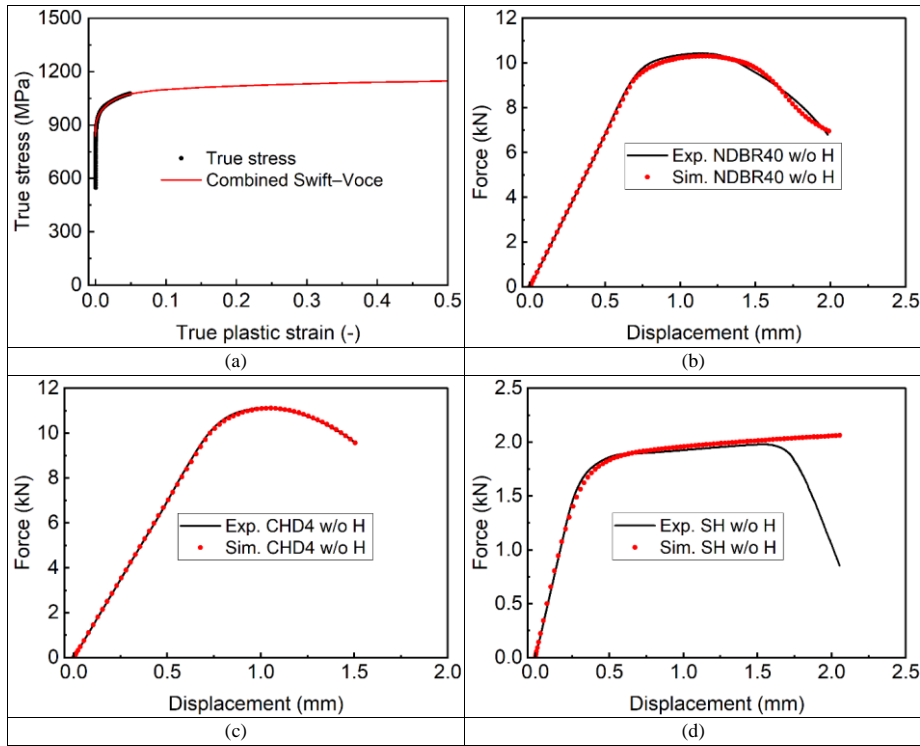 1500
1200
900
600
300
0
True stress (MPa)
True stress
Combined Swift–Voce
0.0 0.1 0.2 0.3 0.4 0.5
True plastic strain (-)
(a)
12
10
8
6
4
2
0
Force (kN)
Exp. NDBR40 w/o H
Sim. NDBR40 w/o H
0.0 0.5 1.0 1.5 2.0 2.5
Displacement (mm)
(b)
12
10
8
6
4
2
0
Force (kN)
Exp. CHD4 w/o H
Sim. CHD4 w/o H
0.0 0.5 1.0 1.5 2.0
Displacement (mm)
(c)
2.5
2.0
1.5
1.0
0.5
0.0
Force (kN)
Exp. SH w/o H
Sim. SH w/o H
0.0 0.5 1.0 1.5 2.0 2.5
Displacement (mm)
(d)